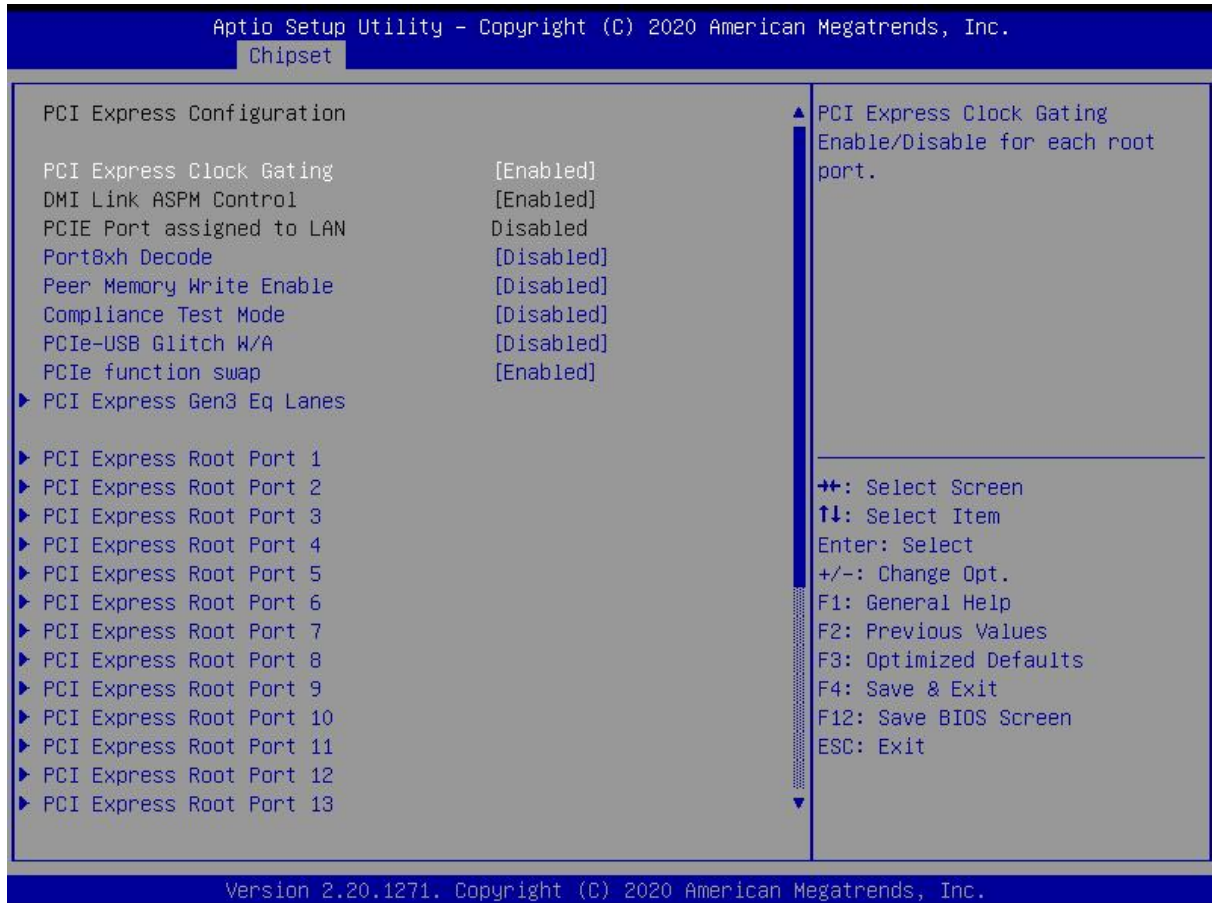 Aptio Setup Utility – Copyright (C) 2020 American Megatrends, Inc.
Chipset
PCI Express Configuration
PCI Express Clock Gating [Enabled]
DMI Link ASPM Control [Enabled]
PCIE Port assigned to LAN Disabled
Port8xh Decode [Disabled]
Peer Memory Write Enable [Disabled]
Compliance Test Mode [Disabled]
PCIe-USB Glitch W/A [Disabled]
PCIe function swap [Enabled]
PCI Express Gen3 Eq Lanes
PCI Express Root Port 1
PCI Express Root Port 2
PCI Express Root Port 3
PCI Express Root Port 4
PCI Express Root Port 5
PCI Express Root Port 6
PCI Express Root Port 7
PCI Express Root Port 8
PCI Express Root Port 9
PCI Express Root Port 10
PCI Express Root Port 11
PCI Express Root Port 12
PCI Express Root Port 13
PCI Express Clock Gating
Enable/Disable for each root
port.
→←: Select Screen
↑↓: Select Item
Enter: Select
+/-: Change Opt.
F1: General Help
F2: Previous Values
F3: Optimized Defaults
F4: Save & Exit
F12: Save BIOS Screen
ESC: Exit
Version 2.20.1271. Copyright (C) 2020 American Megatrends, Inc.